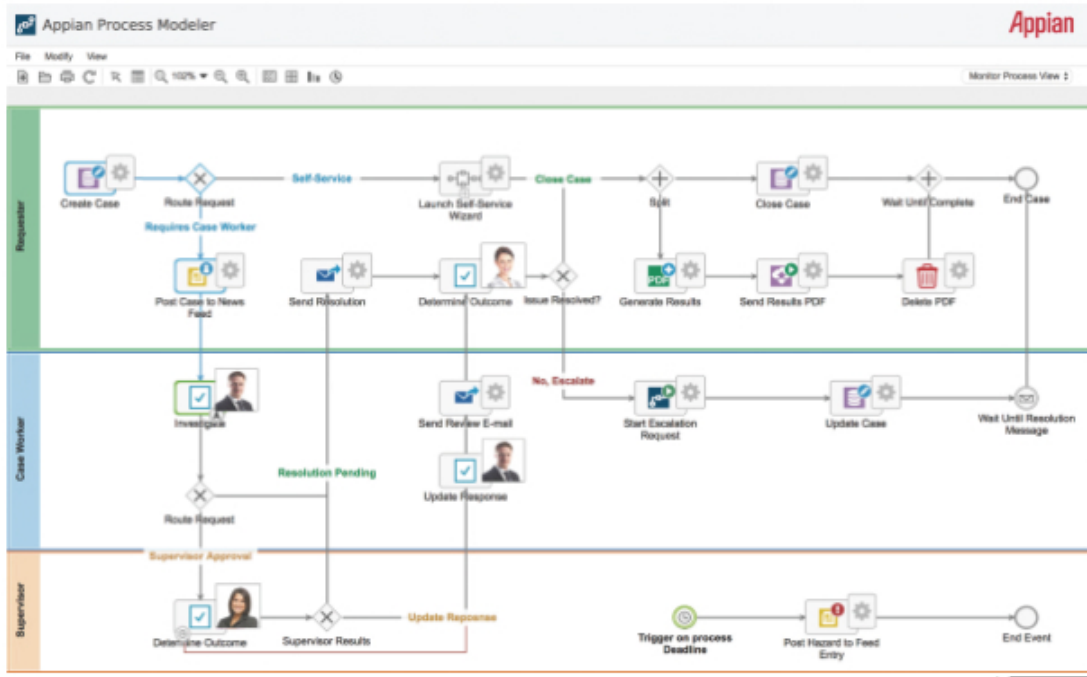 Appian Process Modeler
Appian
File Modify View
102%
Monitor Process View
Requester
Create Case
Route Request
Self-Service
Launch Self-Service
Wizard
Close Case
Split
Close Case
Wait Until Complete
End Case
Requires Case Worker
Post Case to News
Feed
Send Resolution
Determine Outcome
Issue Resolved?
PDF
Generate Results
Send Results PDF
Delete PDF
Case Worker
Investigate
No, Escalate
Send Review E-mail
Start Escalation
Request
Update Case
Wait Until Resolution
Message
Resolution Pending
Update Response
Route Request
Supervisor
Supervisor Approval
Determine Outcome
Supervisor Results
Update Repoense
Trigger on process
Deadline
Post Hazard to Feed
Entry
End Event